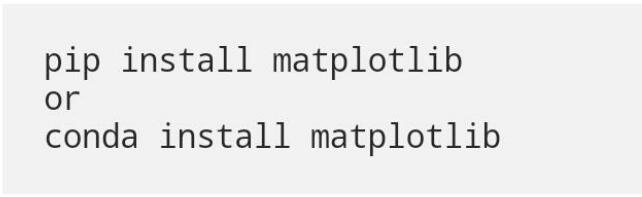 pip install matplotlib
or
conda install matplotlib